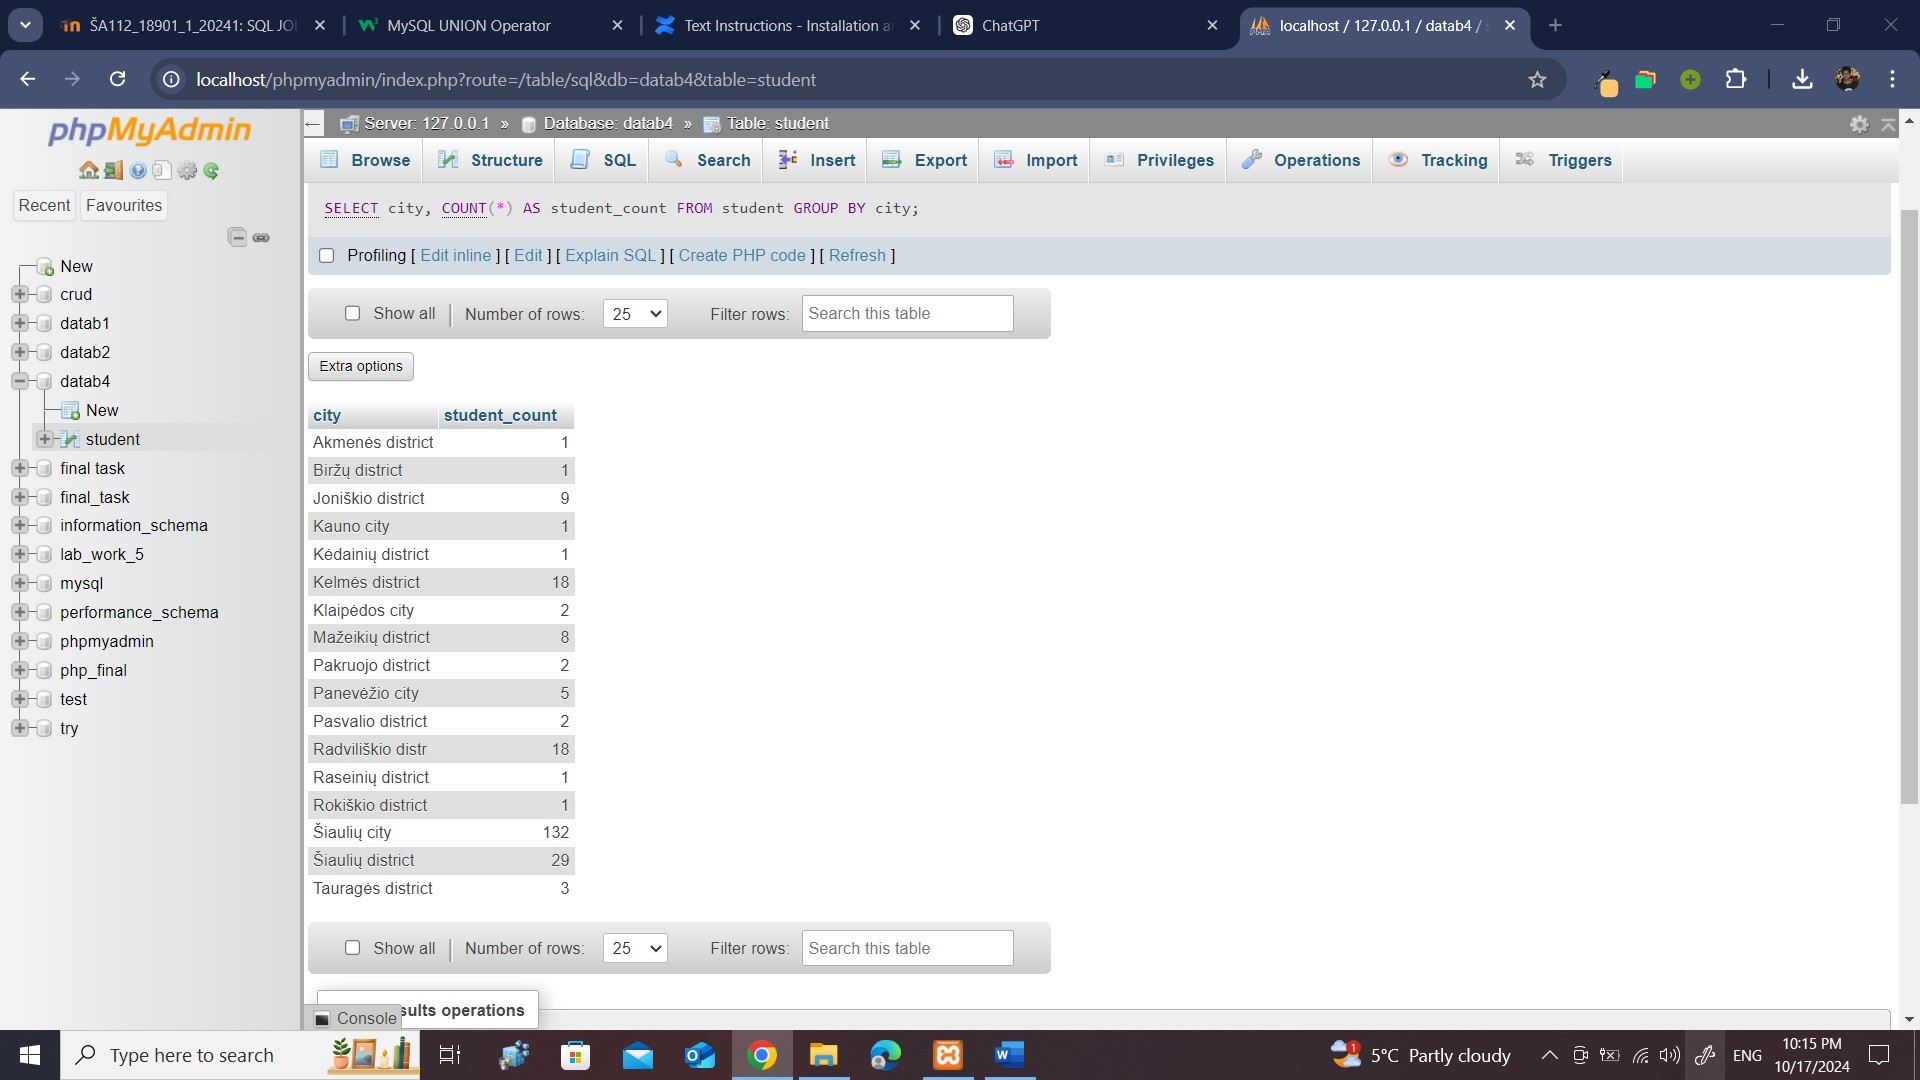 ŠA112_18901_1_20241: SQL JOI
MySQL UNION Operator
Text Instructions - Installation a
ChatGPT
localhost / 127.0.0.1 / datab4 / s
localhost/phpmyadmin/index.php?route=/table/sql&db=datab4&table=student
phpMyAdmin
Recent
Favourites
New
crud
datab1
datab2
datab4
New
student
final task
final_task
information_schema
lab_work_5
mysql
performance_schema
phpmyadmin
php_final
test
try
Server: 127.0.0.1 » Database: datab4 » Table: student
Browse
Structure
SQL
Search
Insert
Export
Import
Privileges
Operations
Tracking
Triggers
SELECT city, COUNT(*) AS student_count FROM student GROUP BY city;
Profiling [ Edit inline ] [ Edit ] [ Explain SQL ] [ Create PHP code ] [ Refresh ]
Show all
Number of rows: 25
Filter rows: Search this table
Extra options
city student_count
Akmenės district 1
Biržų district 1
Joniškio district 9
Kauno city 1
Kėdainių district 1
Kelmės district 18
Klaipėdos city 2
Mažeikių district 8
Pakruojo district 2
Panevėžio city 5
Pasvalio district 2
Radviliškio distr 18
Raseinių district 1
Rokiškio district 1
Šiaulių city 132
Šiaulių district 29
Tauragės district 3
Show all
Number of rows: 25
Filter rows: Search this table
sults operations
Console
Type here to search
1
5°C Partly cloudy
ENG
10:15 PM
10/17/2024